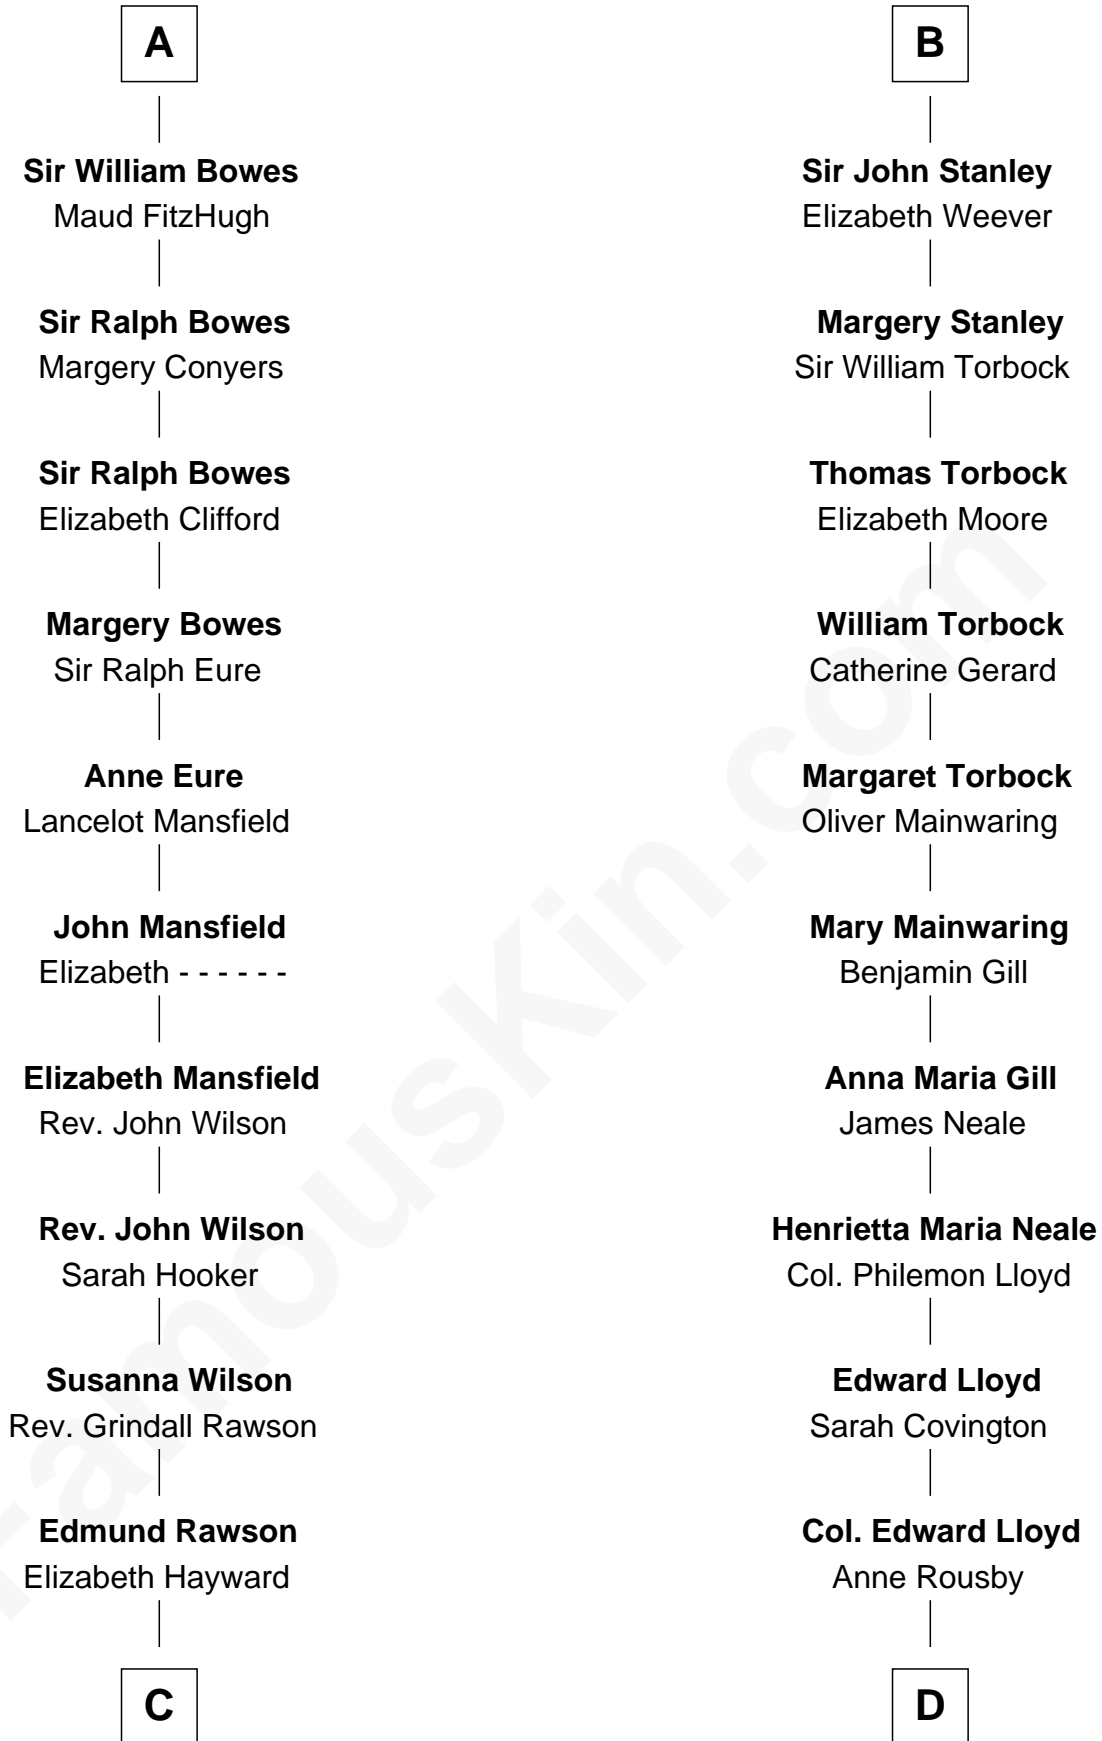 A
Sir William Bowes
Maud FitzHugh
Sir Ralph Bowes
Margery Conyers
Sir Ralph Bowes
Elizabeth Clifford
Margery Bowes
Sir Ralph Eure
Anne Eure
Lancelot Mansfield
John Mansfield
Elizabeth - - - - - -
Elizabeth Mansfield
Rev. John Wilson
Rev. John Wilson
Sarah Hooker
Susanna Wilson
Rev. Grindall Rawson
Edmund Rawson
Elizabeth Hayward
C
B
Sir John Stanley
Elizabeth Weever
Margery Stanley
Sir William Torbock
Thomas Torbock
Elizabeth Moore
William Torbock
Catherine Gerard
Margaret Torbock
Oliver Mainwaring
Mary Mainwaring
Benjamin Gill
Anna Maria Gill
James Neale
Henrietta Maria Neale
Col. Philemon Lloyd
Edward Lloyd
Sarah Covington
Col. Edward Lloyd
Anne Rousby
D
FamousKin.com